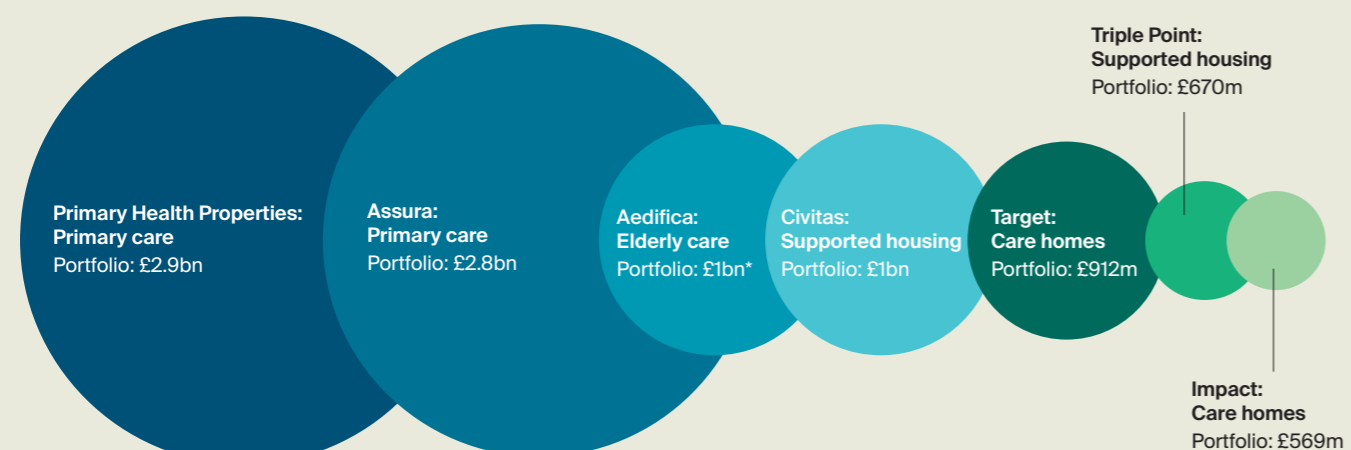 Primary Health Properties:
Primary care
Portfolio: £2.9bn
Assura:
Primary care
Portfolio: £2.8bn
Aedifica:
Elderly care
Portfolio: £1bn*
Civitas:
Supported housing
Portfolio: £1bn
Target:
Care homes
Portfolio: £912m
Triple Point:
Supported housing
Portfolio: £670m
Impact:
Care homes
Portfolio: £569m